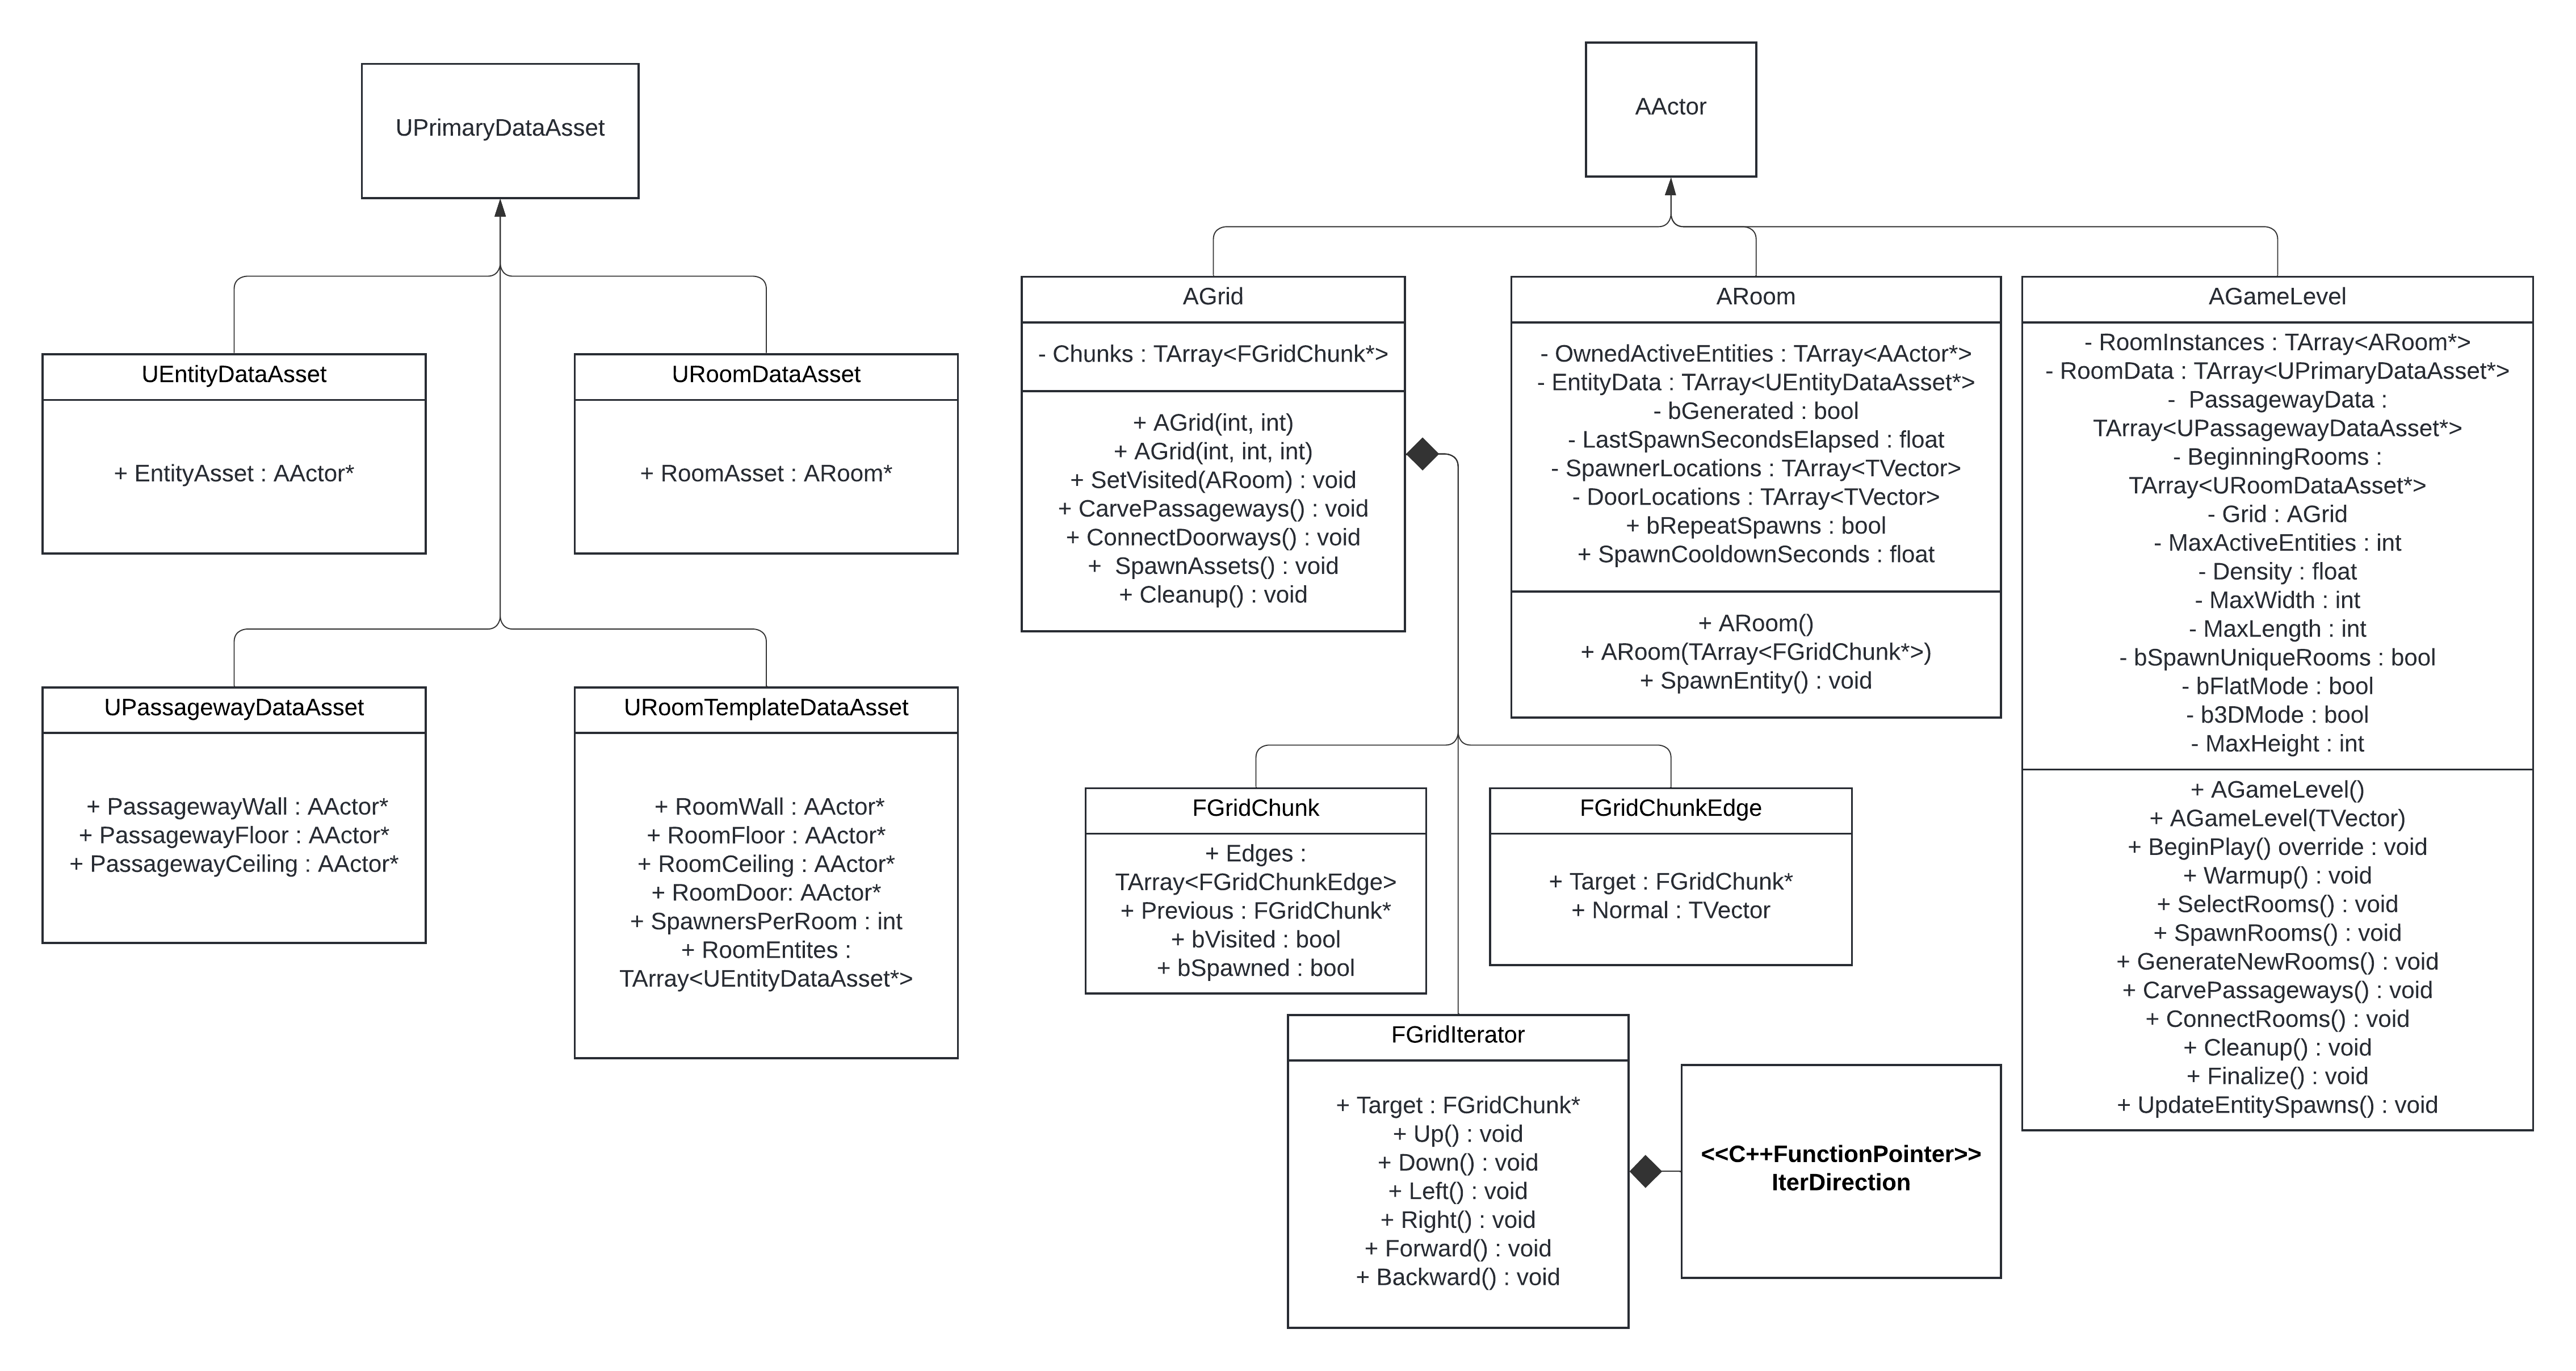 UPrimaryDataAsset
UEntityDataAsset
+ EntityAsset : AActor*
URoomDataAsset
+ RoomAsset : ARoom*
UPassagewayDataAsset
+ PassagewayWall : AActor*
+ PassagewayFloor : AActor*
+ PassagewayCeiling : AActor*
URoomTemplateDataAsset
+ RoomWall : AActor*
+ RoomFloor : AActor*
+ RoomCeiling : AActor*
+ RoomDoor: AActor*
+ SpawnersPerRoom : int
+ RoomEntites :
TArray<UEntityDataAsset*>
AActor
AGrid
- Chunks : TArray<FGridChunk*>
+ AGrid(int, int)
+ AGrid(int, int, int)
+ SetVisited(ARoom) : void
+ CarvePassageways() : void
+ ConnectDoorways() : void
+  SpawnAssets() : void
+ Cleanup() : void
ARoom
- OwnedActiveEntities : TArray<AActor*>
- EntityData : TArray<UEntityDataAsset*>
- bGenerated : bool
- LastSpawnSecondsElapsed : float
- SpawnerLocations : TArray<TVector>
- DoorLocations : TArray<TVector>
+ bRepeatSpawns : bool
+ SpawnCooldownSeconds : float
+ ARoom()
+ ARoom(TArray<FGridChunk*>)
+ SpawnEntity() : void
AGameLevel
- RoomInstances : TArray<ARoom*>
- RoomData : TArray<UPrimaryDataAsset*>
-  PassagewayData :
TArray<UPassagewayDataAsset*>
- BeginningRooms :
TArray<URoomDataAsset*>
- Grid : AGrid
- MaxActiveEntities : int
- Density : float
- MaxWidth : int
- MaxLength : int
- bSpawnUniqueRooms : bool
- bFlatMode : bool
- b3DMode : bool
- MaxHeight : int
+ AGameLevel()
+ AGameLevel(TVector)
+ BeginPlay() override : void
+ Warmup() : void
+ SelectRooms() : void
+ SpawnRooms() : void
+ GenerateNewRooms() : void
+ CarvePassageways() : void
+ ConnectRooms() : void
+ Cleanup() : void
+ Finalize() : void
+ UpdateEntitySpawns() : void
FGridChunk
+ Edges :
TArray<FGridChunkEdge>
+ Previous : FGridChunk*
+ bVisited : bool
+ bSpawned : bool
FGridChunkEdge
+ Target : FGridChunk*
+ Normal : TVector
FGridIterator
+ Target : FGridChunk*
+ Up() : void
+ Down() : void
+ Left() : void
+ Right() : void
+ Forward() : void
+ Backward() : void
<<C++FunctionPointer>>
IterDirection